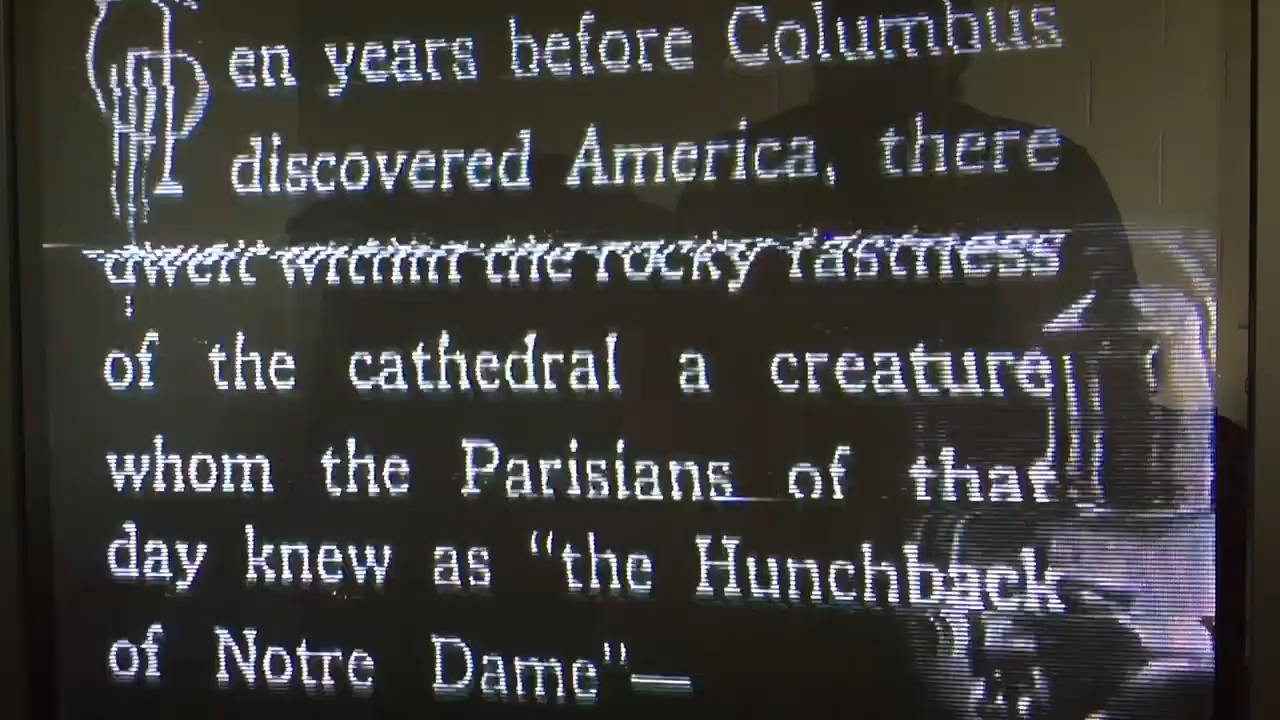 Ten years before Columbus
discovered America, there
dwelt within the rocky fastness
of the cathedral a creature
whom the Parisians of that
day knew as "the Hunchback
of Notre Dame"—